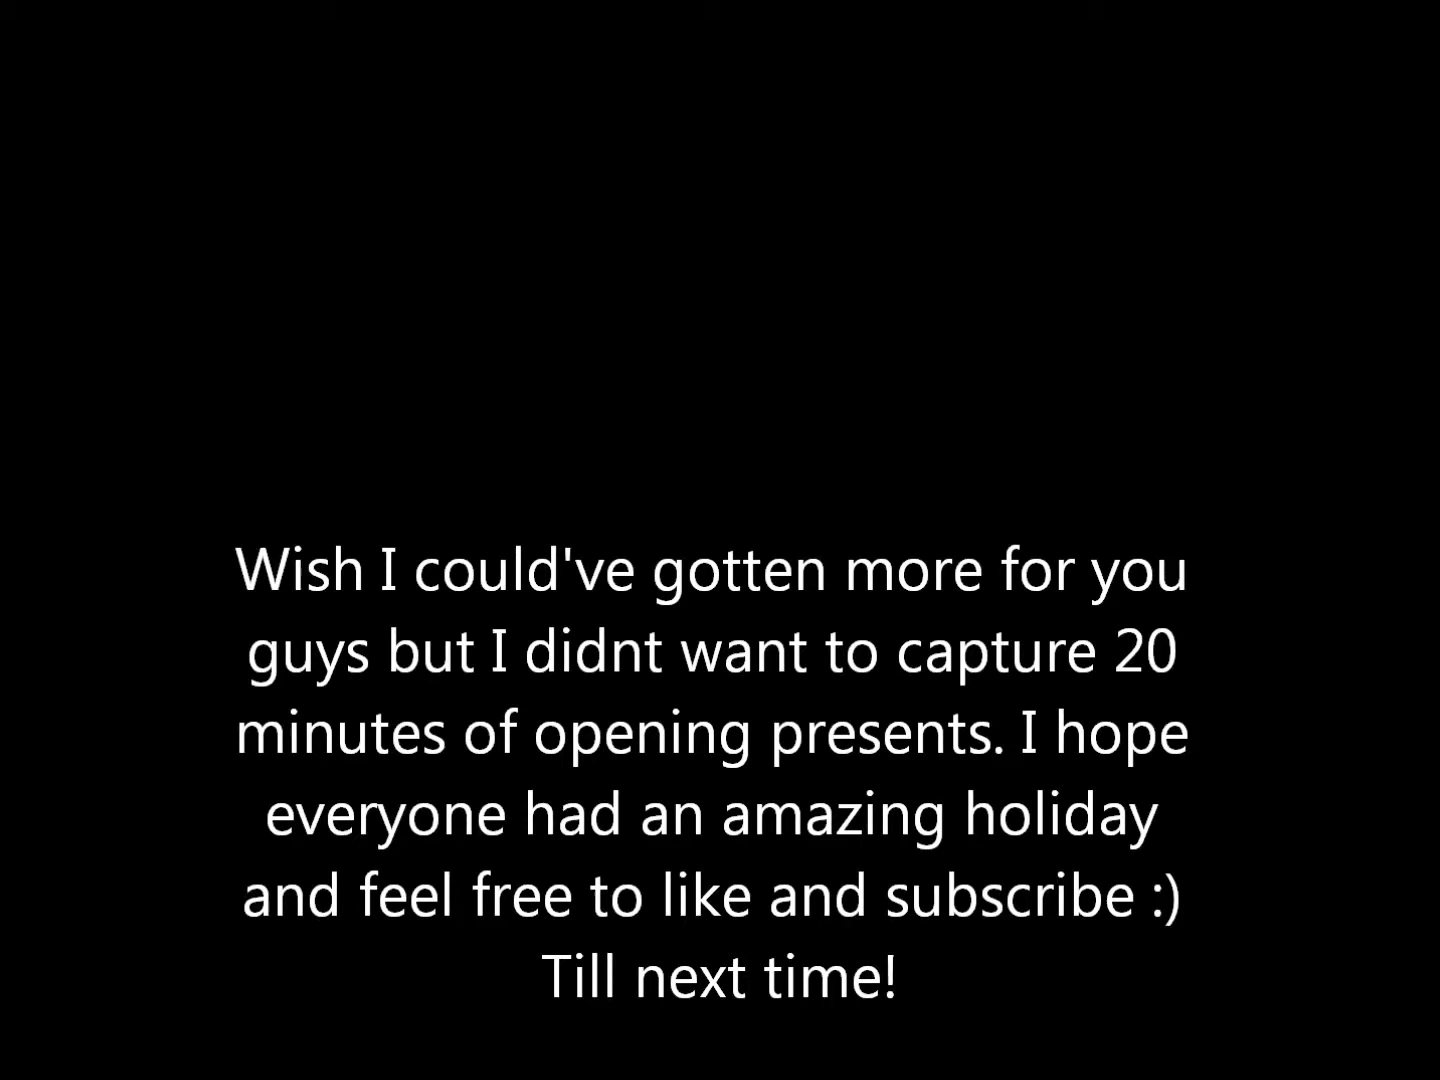 Wish I could've gotten more for you
guys but I didnt want to capture 20
minutes of opening presents. I hope
everyone had an amazing holiday
and feel free to like and subscribe :)
Till next time!